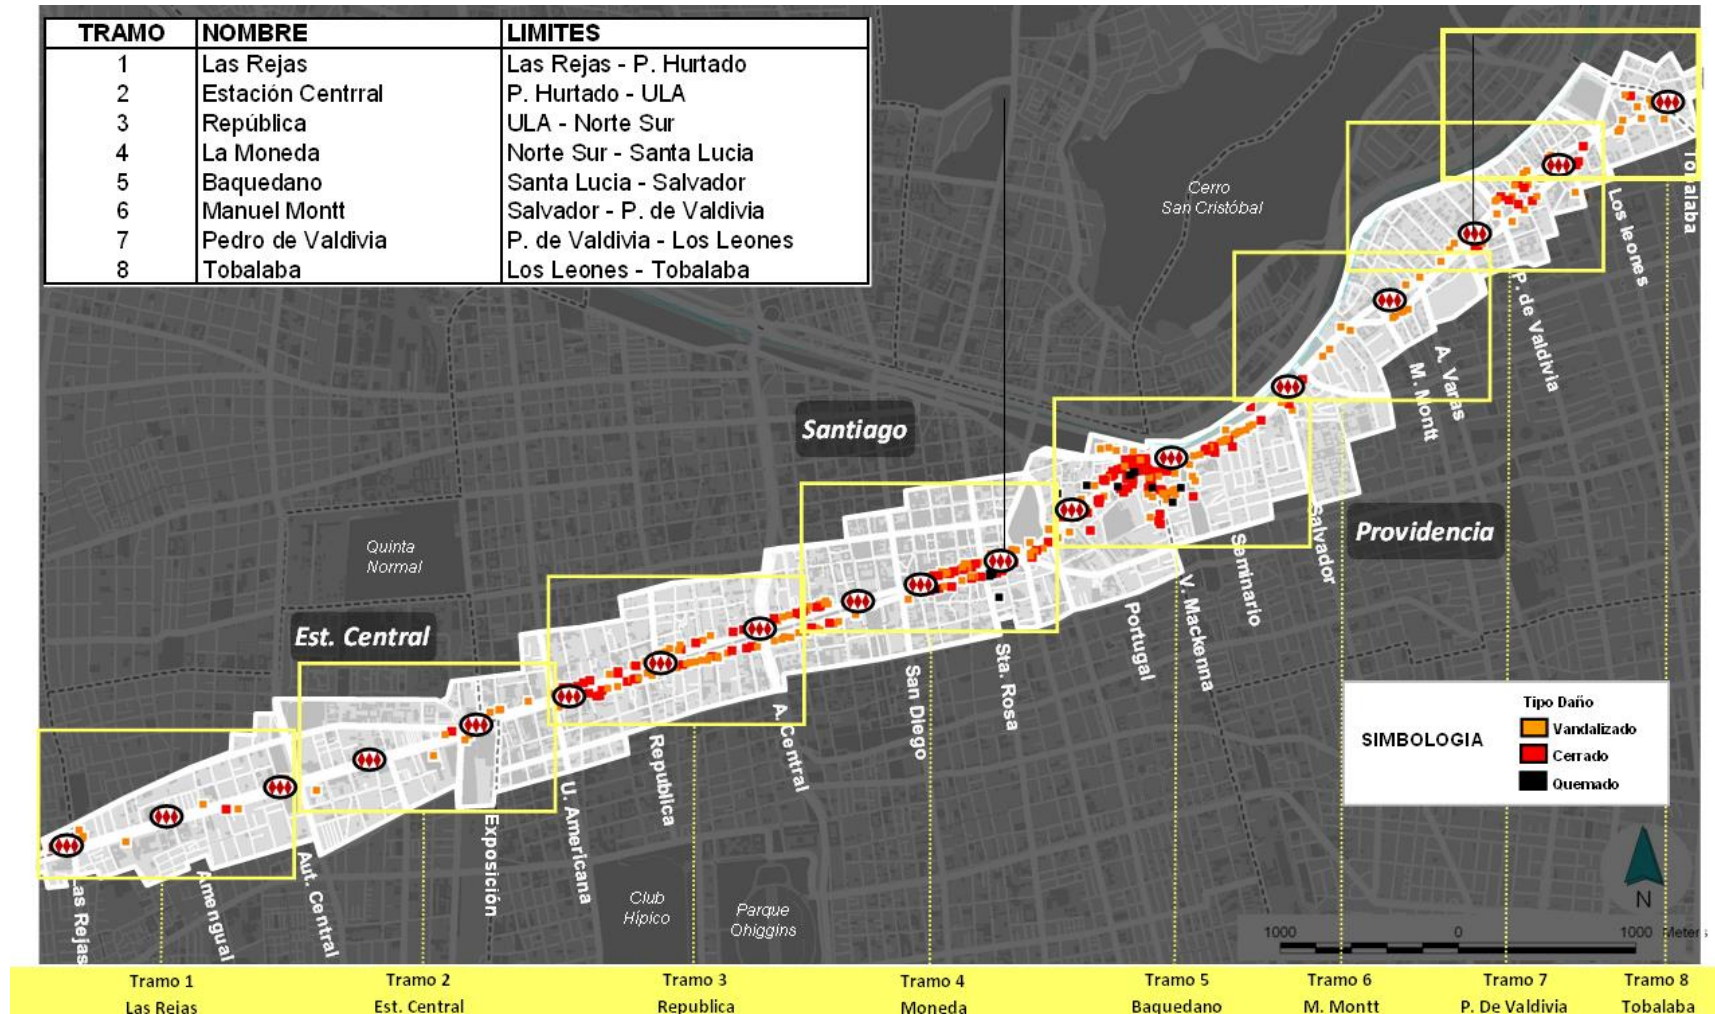 TRAMO NOMBRE LIMITES
1 Las Rejas Las Rejas - P. Hurtado
2 Estación Centrral P. Hurtado - ULA
3 Repúblíca ULA - Norte Sur
4 La Moneda Norte Sur - Santa Lucia
5 Baquedano Santa Lucia - Salvador
6 Manuel Montt Salvador - P. de Valdivia
7 Pedro de Valdivia P. de Valdivia - Los Leones
8 Tobalaba Los Leones - Tobalaba
Cerro
San Cristóbal
Tobalaba
Los leones
P. de Valdivia
A. Varas
M. Montt
Santiago
Providencia
Salvador
Seminario
V. Mackenna
Portugal
Quinta
Normal
Est. Central
Sta. Rosa
San Diego
A. Central
Republica
U. Americana
Exposición
Aut. Central
Amengual
Las Rejas
Club
Hípico
Parque
Ohiggins
SIMBOLOGIA
Tipo Daño
Vandalizado
Cerrado
Quemado
N
1000 0 1000 Meters
Tramo 1 Tramo 2 Tramo 3 Tramo 4 Tramo 5 Tramo 6 Tramo 7 Tramo 8
Las Rejas Est. Central Republica Moneda Baquedano M. Montt P. De Valdivia Tobalaba